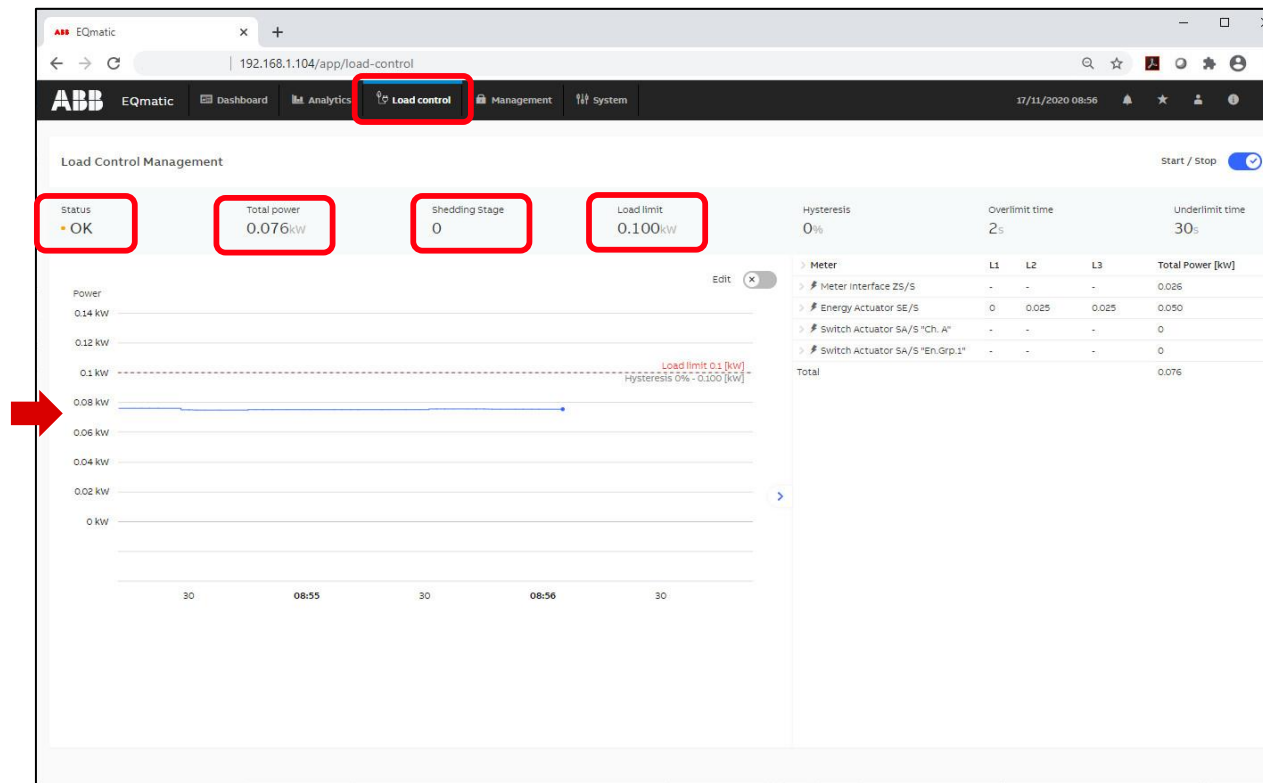 ABB EQmatic
192.168.1.104/app/load-control
ABB EQmatic Dashboard Analytics Load control Management System 17/11/2020 08:56
Load Control Management Start / Stop
Status Total power Shedding Stage Load limit Hysteresis Overlimit time Underlimit time
OK 0.076kW 0 0.100kW 0% 2s 30s
Edit
Power
0.14 kW
0.12 kW
Load limit 0.1 [kW]
0.1 kW
Hysteresis 0% - 0.100 [kW]
0.08 kW
0.06 kW
0.04 kW
0.02 kW
0 kW
30 08:55 30 08:56 30
Meter L1 L2 L3 Total Power [kW]
Meter Interface ZS/S - - - 0.026
Energy Actuator SE/S 0 0.025 0.025 0.050
Switch Actuator SA/S "Ch. A" - - - 0
Switch Actuator SA/S "En.Grp.1" - - - 0
Total 0.076